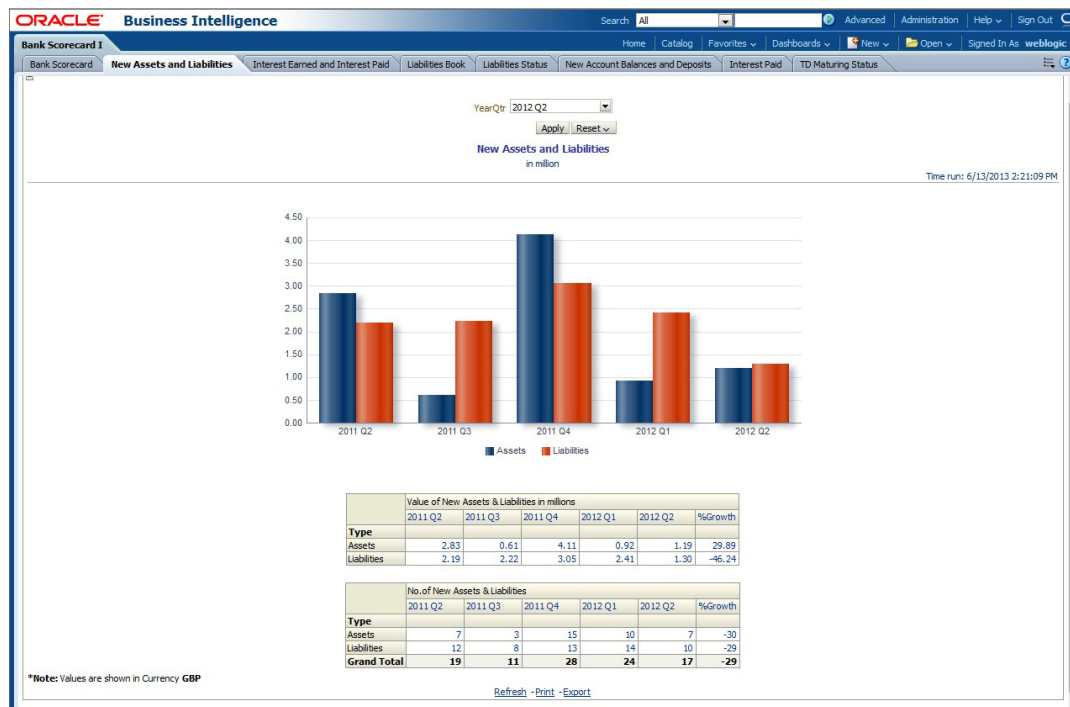 ORACLE Business Intelligence Search All Advanced Administration Help Sign Out
Bank Scorecard I Home Catalog Favorites Dashboards New Open Signed In As weblogic
Bank Scorecard New Assets and Liabilities Interest Earned and Interest Paid Liabilities Book Liabilities Status New Account Balances and Deposits Interest Paid TD Maturing Status
YearQtr 2012 Q2
Apply Reset
New Assets and Liabilities
in million
Time run: 6/13/2013 2:21:09 PM
4.50
4.00
3.50
3.00
2.50
2.00
1.50
1.00
0.50
0.00
2011 Q2 2011 Q3 2011 Q4 2012 Q1 2012 Q2
Assets Liabilities
Value of New Assets & Liabilities in millions
2011 Q2 2011 Q3 2011 Q4 2012 Q1 2012 Q2 %Growth
Type
Assets 2.83 0.61 4.11 0.92 1.19 29.89
Liabilities 2.19 2.22 3.05 2.41 1.30 -46.24
No.of New Assets & Liabilities
2011 Q2 2011 Q3 2011 Q4 2012 Q1 2012 Q2 %Growth
Type
Assets 7 3 15 10 7 -30
Liabilities 12 8 13 14 10 -29
Grand Total 19 11 28 24 17 -29
*Note: Values are shown in Currency GBP
Refresh - Print - Export